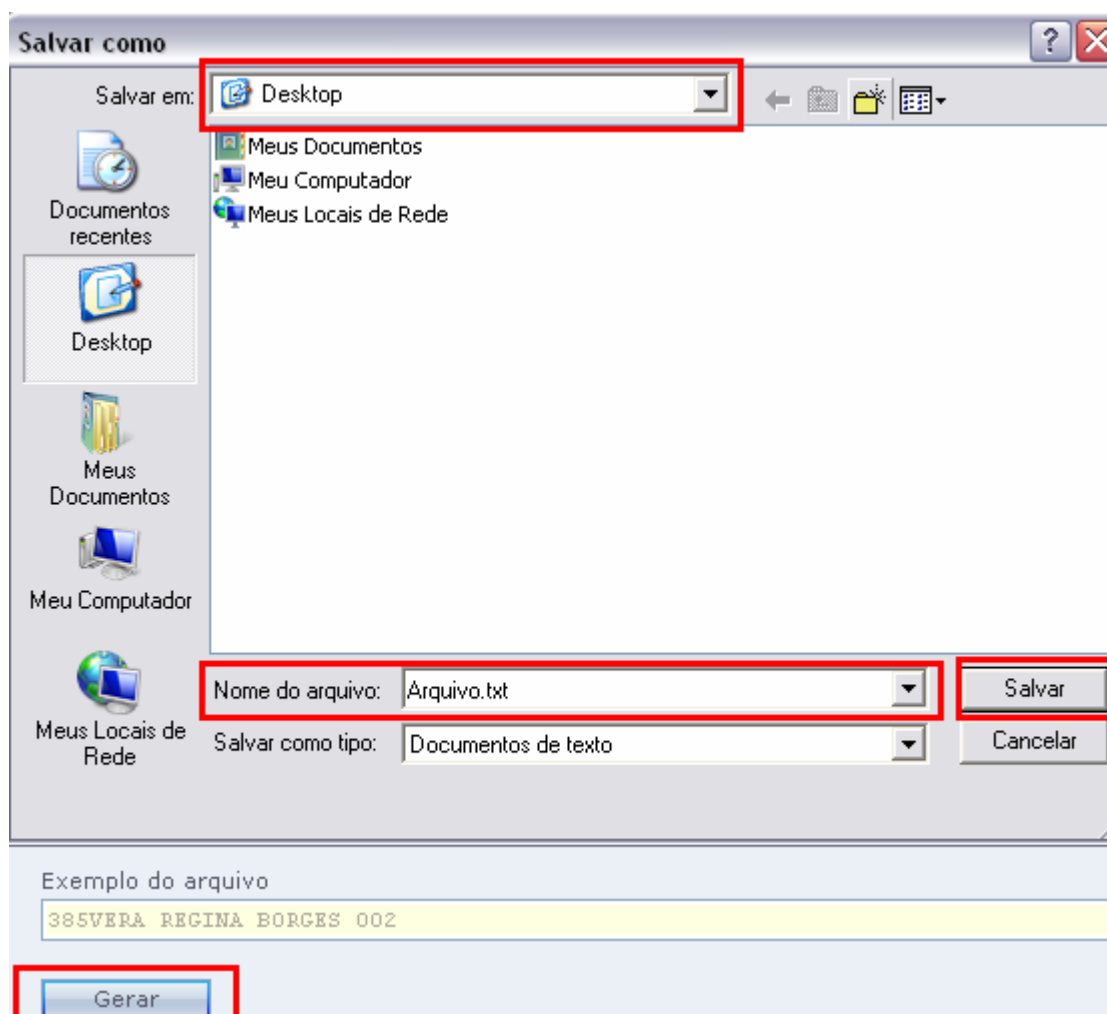 Salvar como
Salvar em:
Desktop
Meus Documentos
Meu Computador
Meus Locais de Rede
Documentos
recentes
Desktop
Meus
Documentos
Meu Computador
Meus Locais de
Rede
Nome do arquivo:
Arquivo.txt
Salvar
Salvar como tipo:
Documentos de texto
Cancelar
Exemplo do arquivo
385VERA REGINA BORGES 002
Gerar